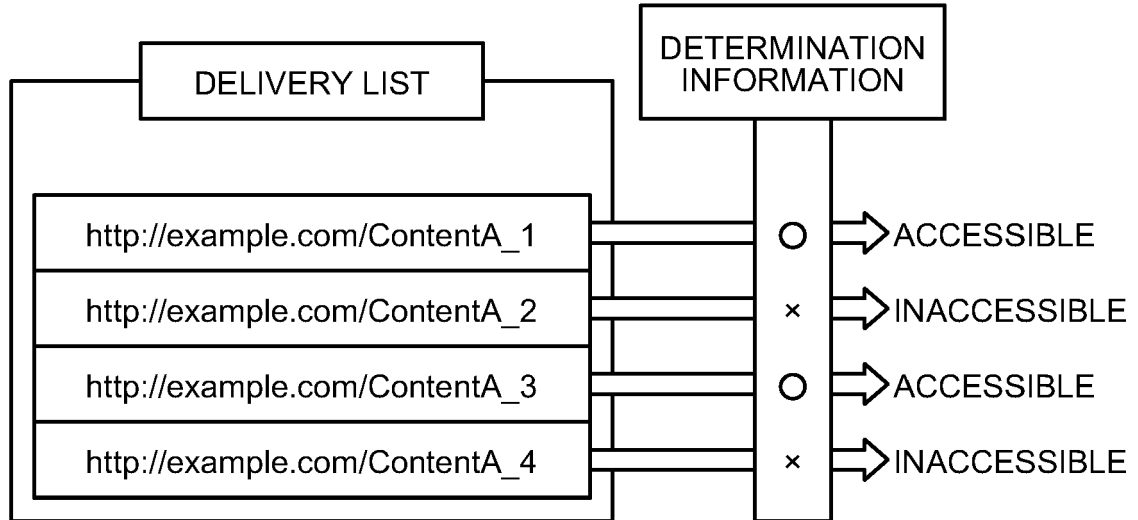 DELIVERY LIST
DETERMINATION
INFORMATION
http://example.com/ContentA_1 ○ ACCESSIBLE
http://example.com/ContentA_2 × INACCESSIBLE
http://example.com/ContentA_3 ○ ACCESSIBLE
http://example.com/ContentA_4 × INACCESSIBLE